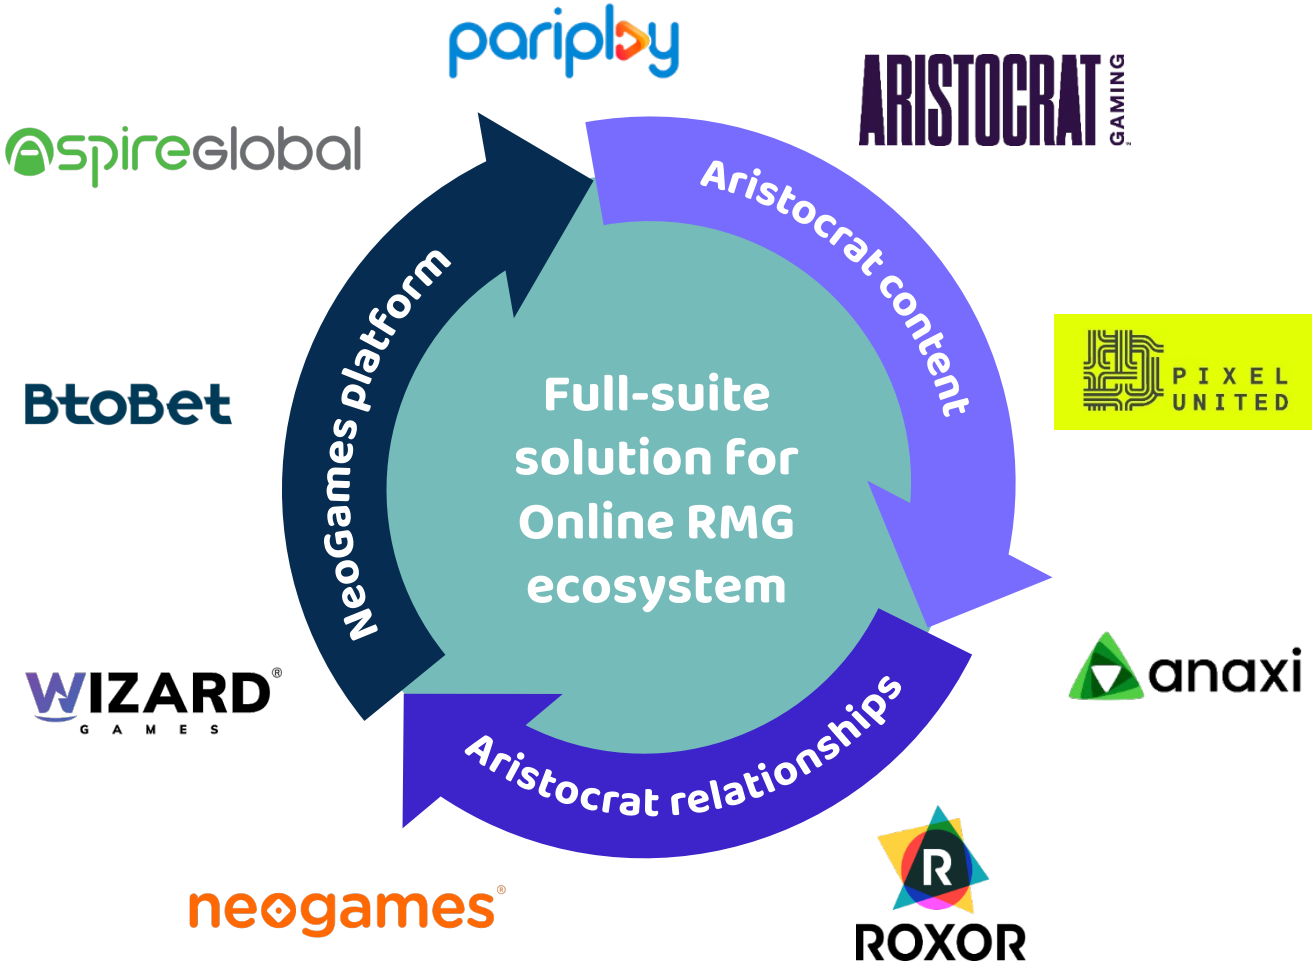 pariplay
ARISTOCRAT GAMING™
aspireglobal
Aristocrat content
NeoGames platform
PIXEL
UNITED
BtoBet
Full-suite
solution for
Online RMG
ecosystem
anaxi
WIZARD®
GAMES
Aristocrat relationships
R
ROXOR
neogames®